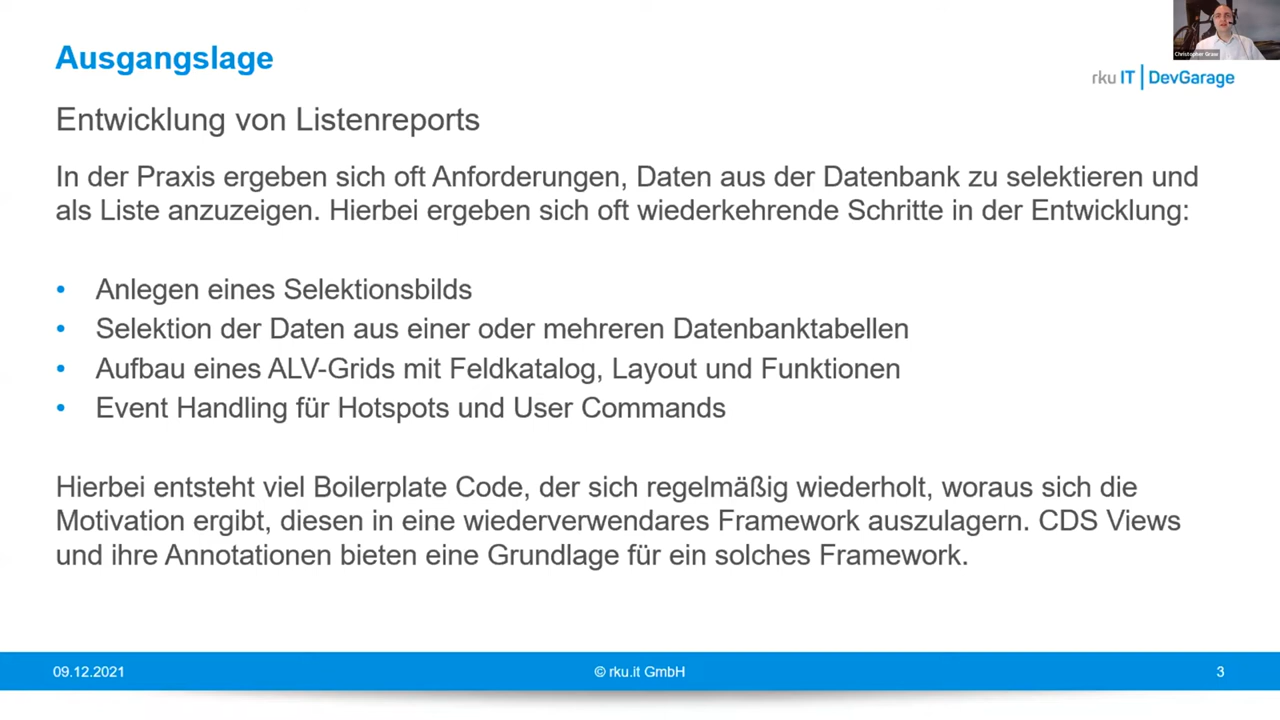 Christopher Grass
Ausgangslage
rku IT | DevGarage
Entwicklung von Listenreports
In der Praxis ergeben sich oft Anforderungen, Daten aus der Datenbank zu selektieren und
als Liste anzuzeigen. Hierbei ergeben sich oft wiederkehrende Schritte in der Entwicklung:
• Anlegen eines Selektionsbilds
• Selektion der Daten aus einer oder mehreren Datenbanktabellen
• Aufbau eines ALV-Grids mit Feldkatalog, Layout und Funktionen
• Event Handling für Hotspots und User Commands
Hierbei entsteht viel Boilerplate Code, der sich regelmäßig wiederholt, woraus sich die
Motivation ergibt, diesen in eine wiederverwendares Framework auszulagern. CDS Views
und ihre Annotationen bieten eine Grundlage für ein solches Framework.
09.12.2021
© rku.it GmbH
3